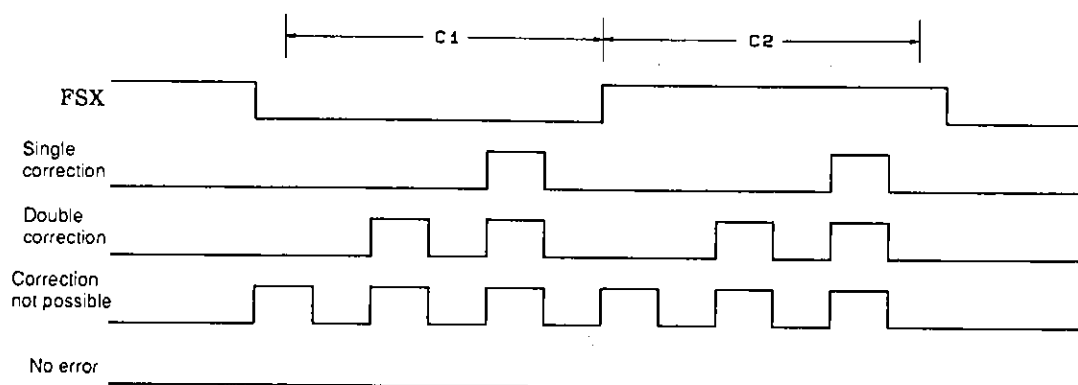 C1
C2
FSX
Single
correction
Double
correction
Correction
not possible
No error